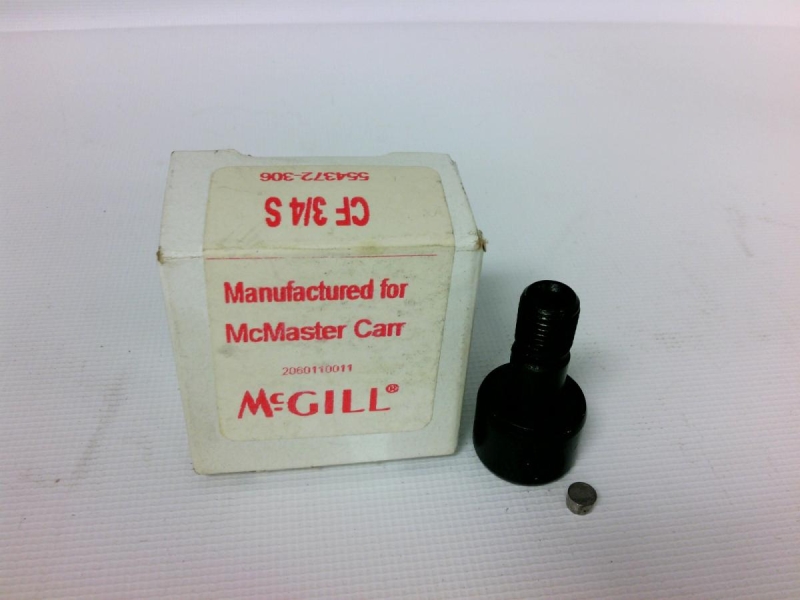 554372-306
CF 3/4 S
Manufactured for
McMaster Carr
2060110011
McGILL®